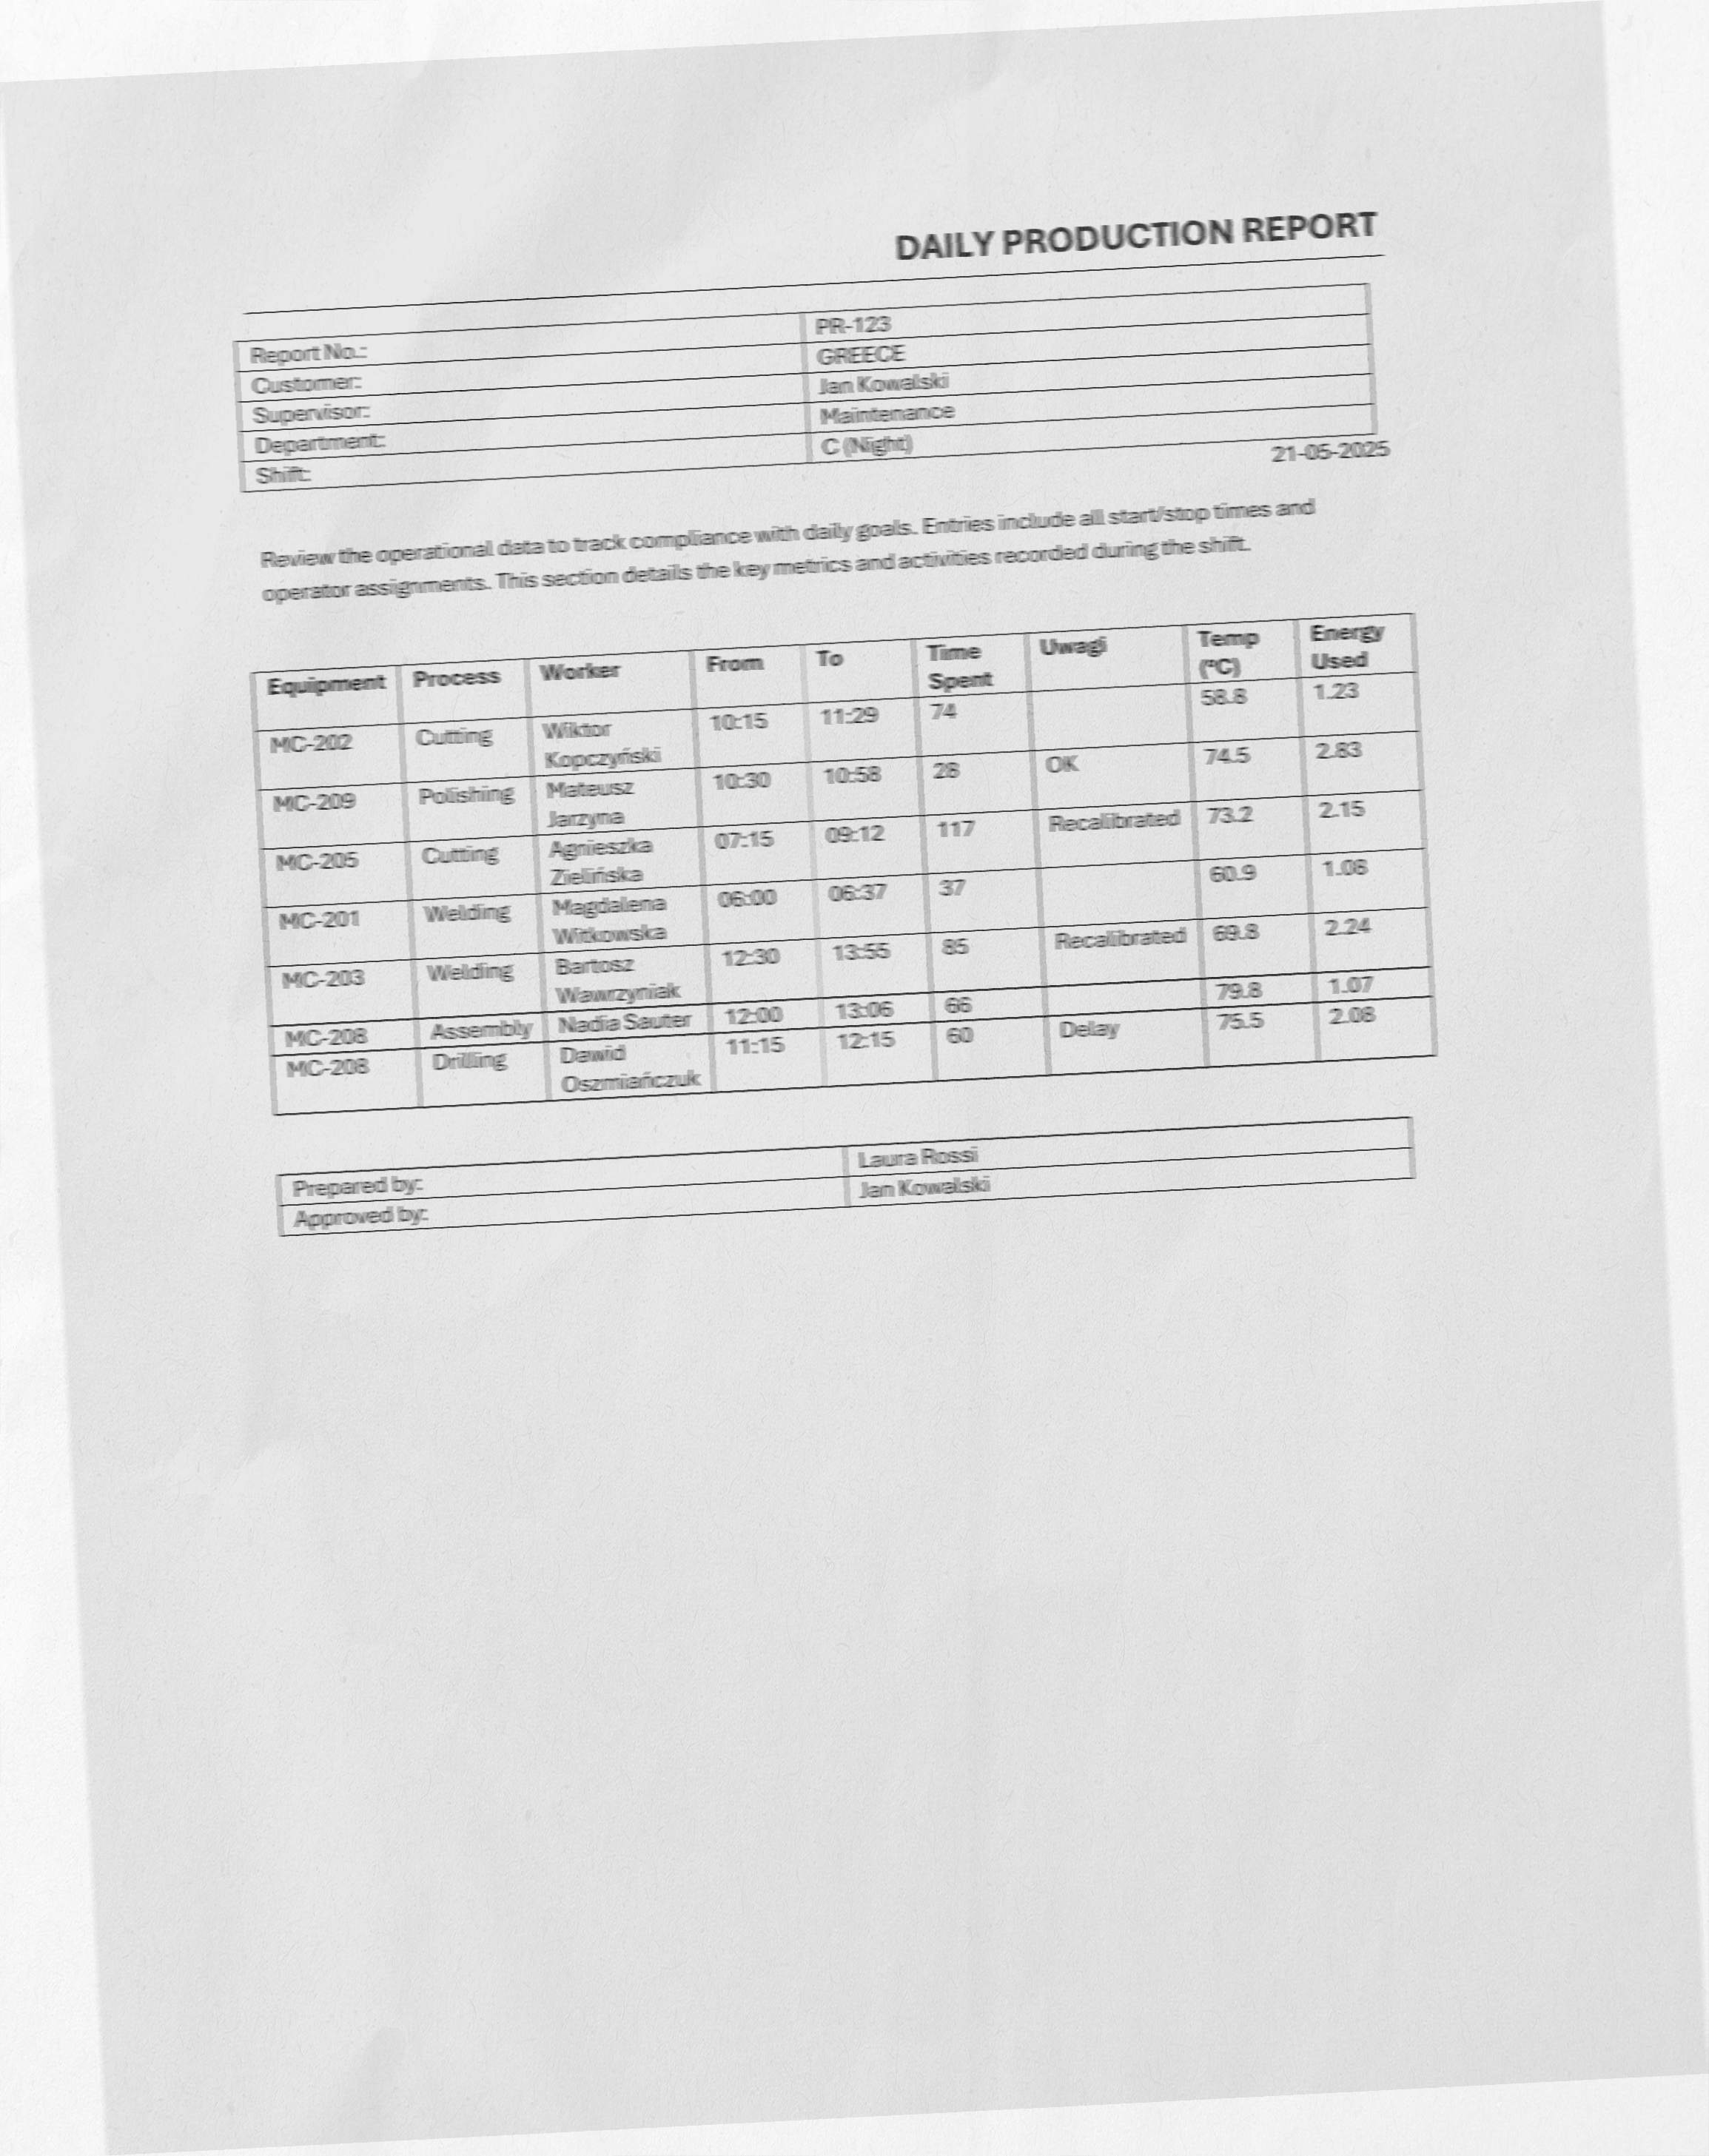 DAILY PRODUCTION REPORT
Report No.: PR-123
Customer: GREECE
Supervisor: Jan Kowalski
Department: Maintenance
Shift: C (Night)
21-05-2025
Review the operational data to track compliance with daily goals. Entries include all start/stop times and
operator assignments. This section details the key metrics and activities recorded during the shift.
Equipment Process Worker From To Time Spent Uwagi Temp (°C) Energy Used
MC-202 Cutting Wiktor Kopczyński 10:15 11:29 74 58.8 1.23
MC-209 Polishing Mateusz Jarzyna 10:30 10:58 28 OK 74.5 2.83
MC-205 Cutting Agnieszka Zielińska 07:15 09:12 117 Recalibrated 73.2 2.15
MC-201 Welding Magdalena Witkowska 06:00 06:37 37 60.9 1.08
MC-203 Welding Bartosz Wawrzyniak 12:30 13:55 85 Recalibrated 69.8 2.24
MC-208 Assembly Nadia Sauter 12:00 13:06 66 79.8 1.07
MC-208 Drilling Dawid Oszmiańczuk 11:15 12:15 60 Delay 75.5 2.08
Prepared by: Laura Rossi
Approved by: Jan Kowalski